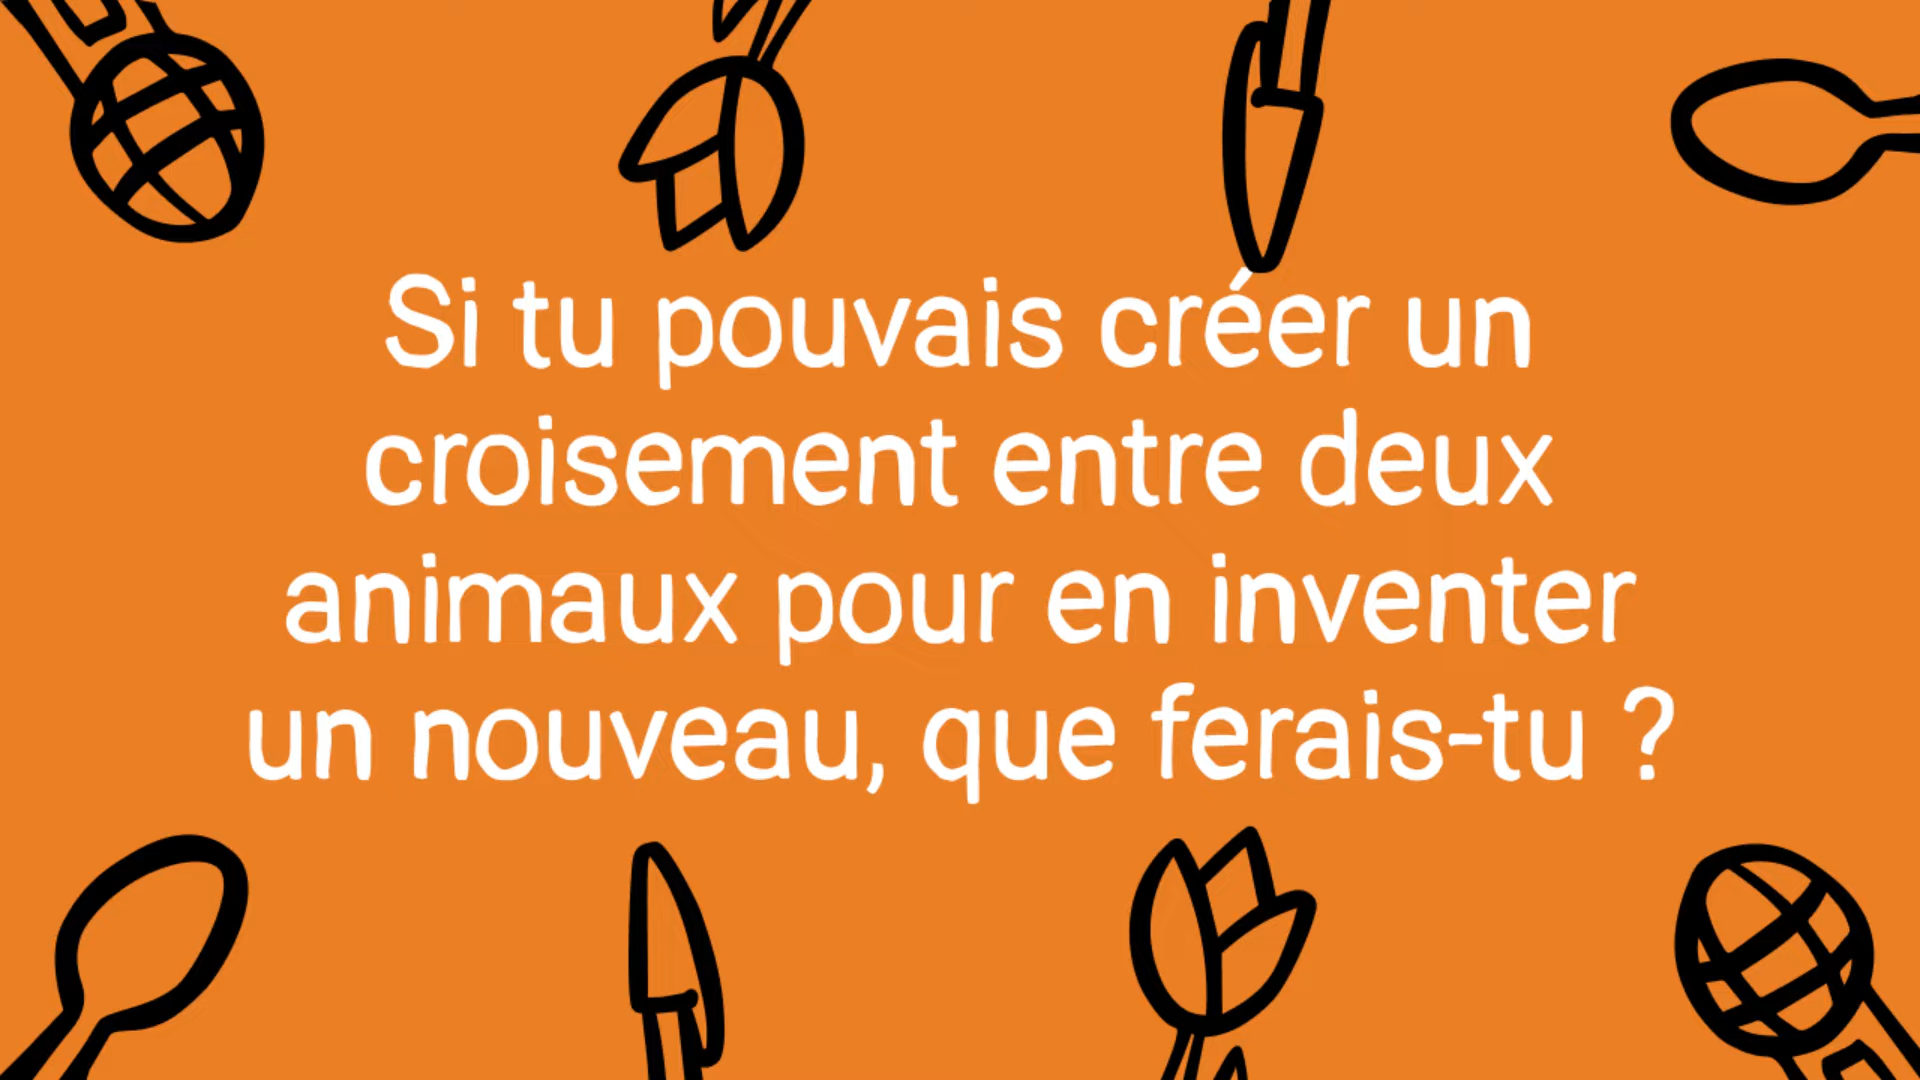 Si tu pouvais créer un
croisement entre deux
animaux pour en inventer
un nouveau, que ferais-tu ?